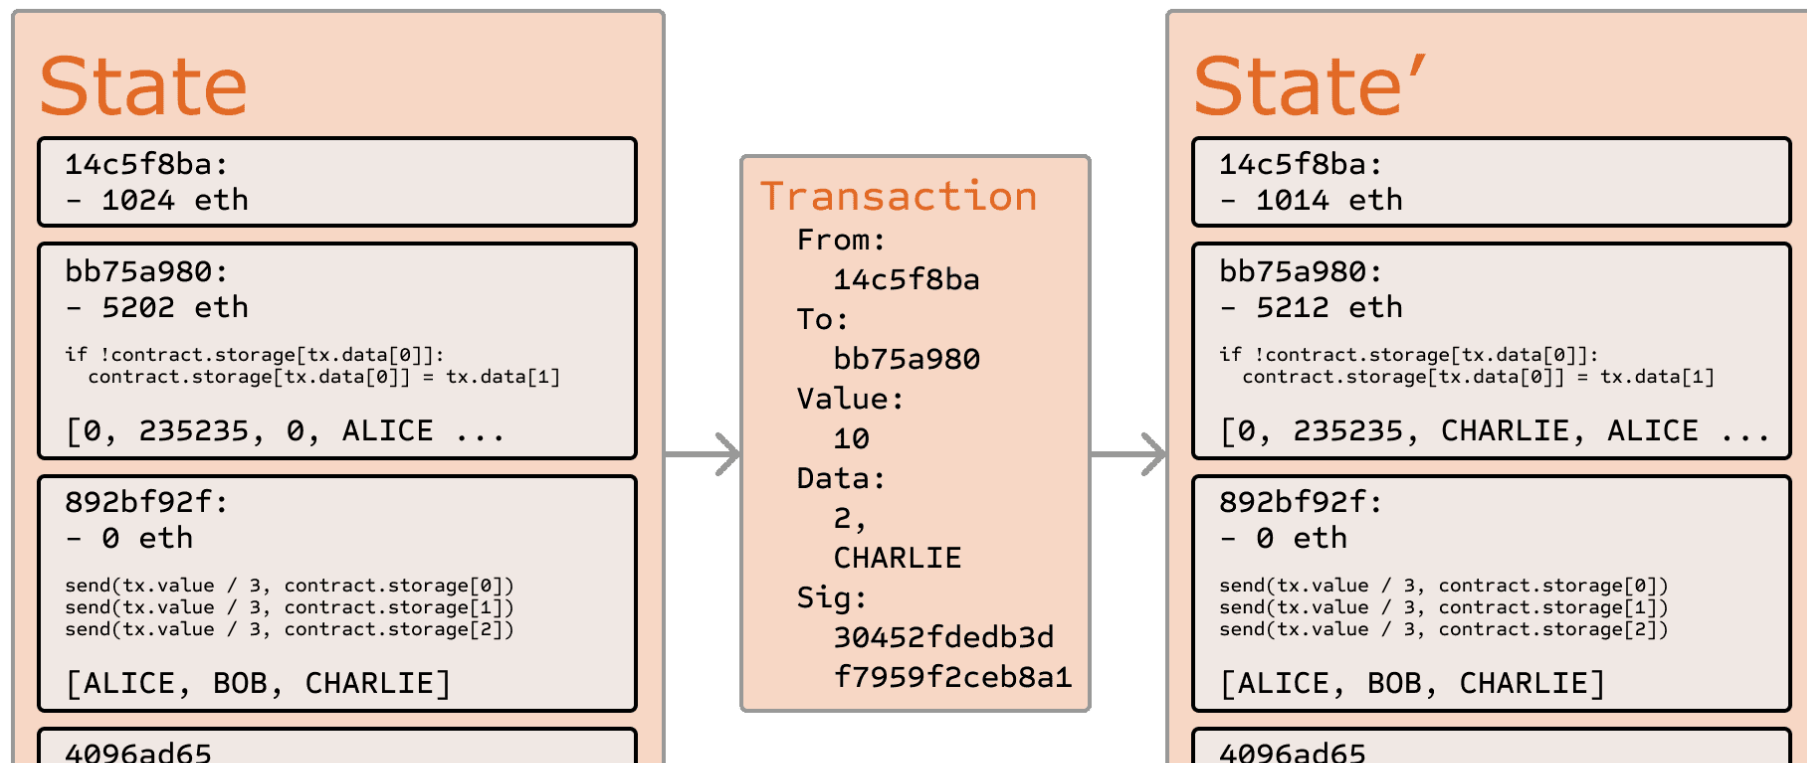 State
14c5f8ba:
- 1024 eth
bb75a980:
- 5202 eth
if !contract.storage[tx.data[0]]:
contract.storage[tx.data[0]] = tx.data[1]
[0, 235235, 0, ALICE ...
892bf92f:
- 0 eth
send(tx.value / 3, contract.storage[0])
send(tx.value / 3, contract.storage[1])
send(tx.value / 3, contract.storage[2])
[ALICE, BOB, CHARLIE]
4096ad65
Transaction
From:
14c5f8ba
To:
bb75a980
Value:
10
Data:
2,
CHARLIE
Sig:
30452fdedb3d
f7959f2ceb8a1
State’
14c5f8ba:
- 1014 eth
bb75a980:
- 5212 eth
if !contract.storage[tx.data[0]]:
contract.storage[tx.data[0]] = tx.data[1]
[0, 235235, CHARLIE, ALICE ...
892bf92f:
- 0 eth
send(tx.value / 3, contract.storage[0])
send(tx.value / 3, contract.storage[1])
send(tx.value / 3, contract.storage[2])
[ALICE, BOB, CHARLIE]
4096ad65